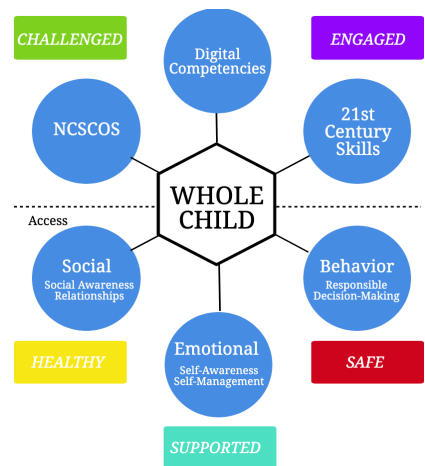 CHALLENGED
Digital
Competencies
ENGAGED
NCSCOS
21st
Century
Skills
WHOLE
CHILD
Access
Social
Social Awareness
Relationships
Behavior
Responsible
Decision-Making
Emotional
Self-Awareness
Self-Management
HEALTHY
SAFE
SUPPORTED